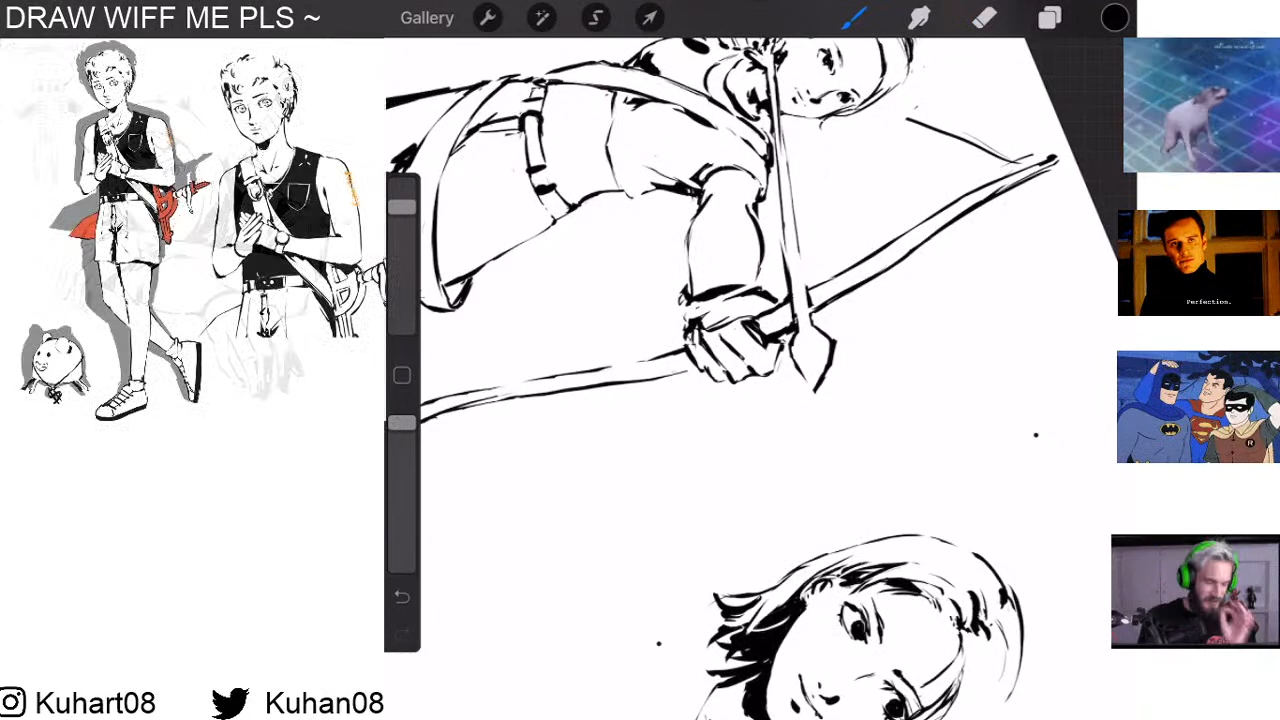 DRAW WIFF ME PLS ~
Gallery
Perfection.
Kuhart08
Kuhan08